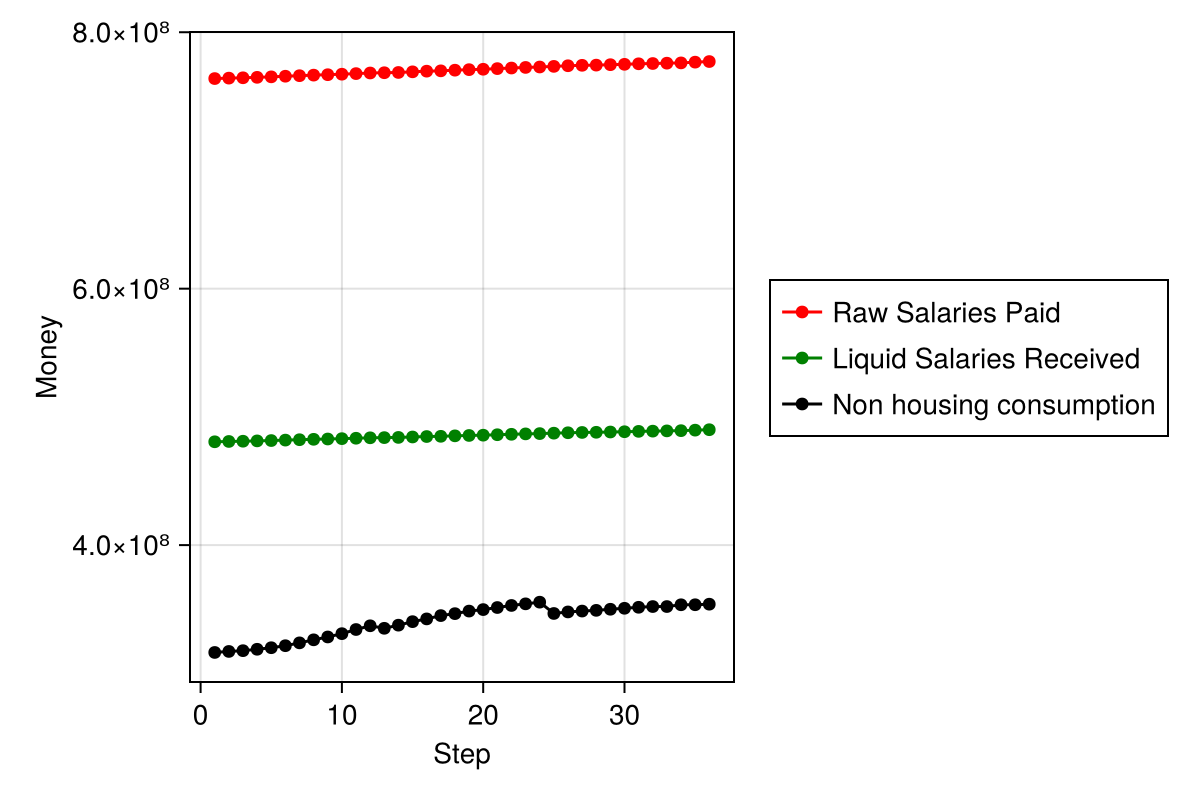 8.0×10⁸
6.0×10⁸
4.0×10⁸
Money
0 10 20 30
Step
Raw Salaries Paid
Liquid Salaries Received
Non housing consumption